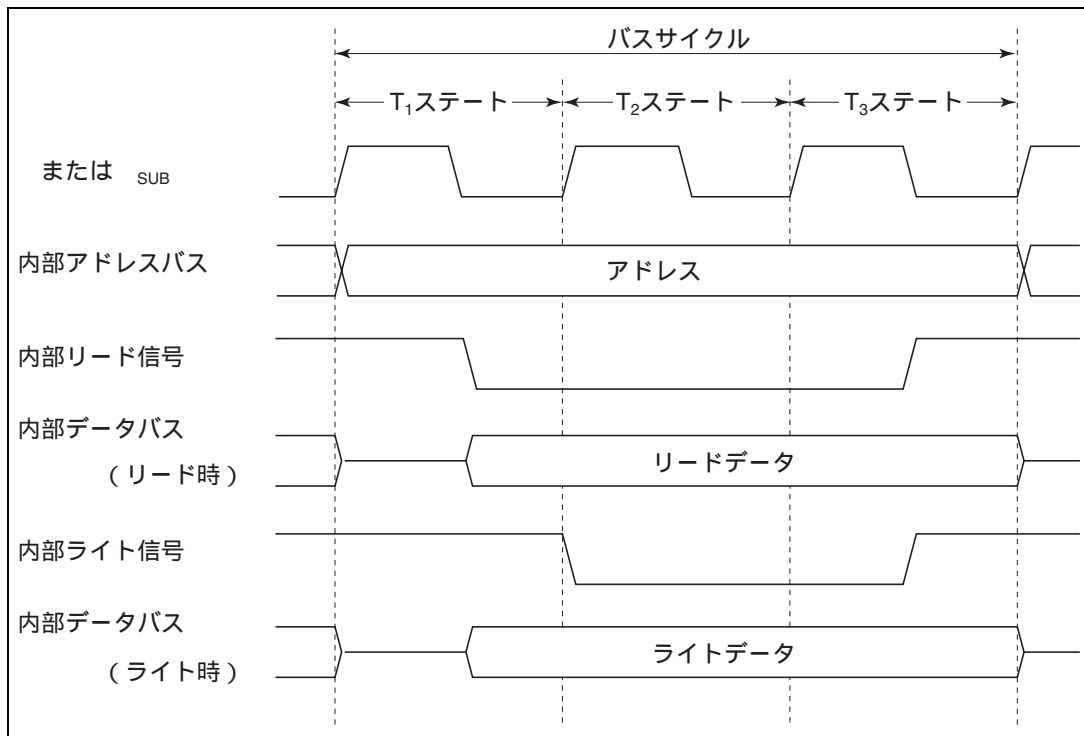 バスサイクル
T₁ステート
T₂ステート
T₃ステート
または SUB
内部アドレスバス
アドレス
内部リード信号
内部データバス
(リード時)
リードデータ
内部ライト信号
内部データバス
(ライト時)
ライトデータ